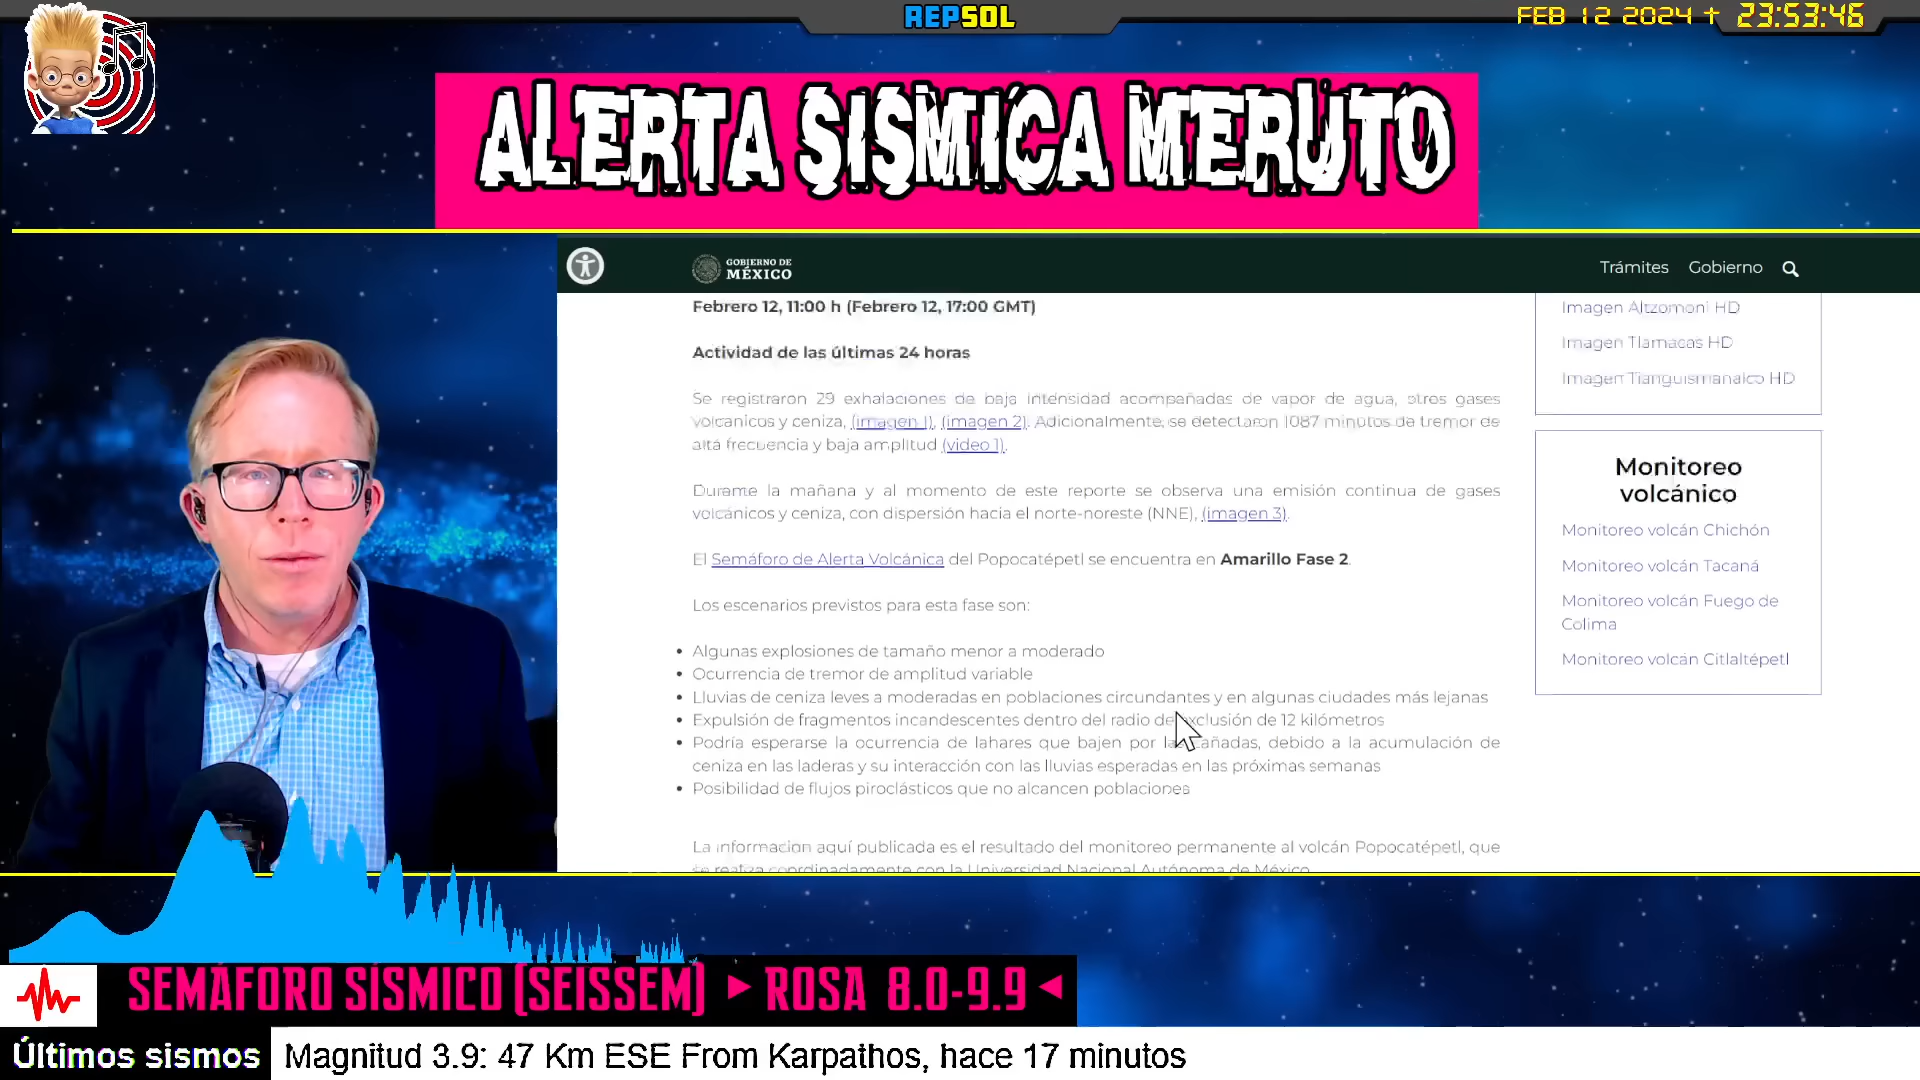 REPSOL
FEB 12 2024 † 23:53:46
ALERTA SISMICA MERUTO
GOBIERNO DE
MÉXICO
Trámites Gobierno
Febrero 12, 11:00 h (Febrero 12, 17:00 GMT)
Actividad de las últimas 24 horas
Se registraron 29 exhalaciones de baja intensidad acompañadas de vapor de agua, otros gases
volcánicos y ceniza, (imagen 1), (imagen 2). Adicionalmente, se detectaron 1087 minutos de tremor de
alta frecuencia y baja amplitud (video 1).
Durante la mañana y al momento de este reporte se observa una emisión continua de gases
volcánicos y ceniza, con dispersión hacia el norte-noreste (NNE), (imagen 3).
El Semáforo de Alerta Volcánica del Popocatépetl se encuentra en Amarillo Fase 2.
Los escenarios previstos para esta fase son:
• Algunas explosiones de tamaño menor a moderado
• Ocurrencia de tremor de amplitud variable
• Lluvias de ceniza leves a moderadas en poblaciones circundantes y en algunas ciudades más lejanas
• Expulsión de fragmentos incandescentes dentro del radio de exclusión de 12 kilómetros
• Podría esperarse la ocurrencia de lahares que bajen por las cañadas, debido a la acumulación de
ceniza en las laderas y su interacción con las lluvias esperadas en las próximas semanas
• Posibilidad de flujos piroclásticos que no alcancen poblaciones
La información aquí publicada es el resultado del monitoreo permanente al volcán Popocatépetl, que
se realiza coordinadamente con la Universidad Nacional Autónoma de México
Imagen Altzomoni HD
Imagen Tlamacas HD
Imagen Tianguismanalco HD
Monitoreo
volcánico
Monitoreo volcán Chichón
Monitoreo volcán Tacaná
Monitoreo volcán Fuego de
Colima
Monitoreo volcán Citlaltépetl
SEMÁFORO SÍSMICO (SEISSEM) ► ROSA 8.0-9.9 ◄
Últimos sismos Magnitud 3.9: 47 Km ESE From Karpathos, hace 17 minutos